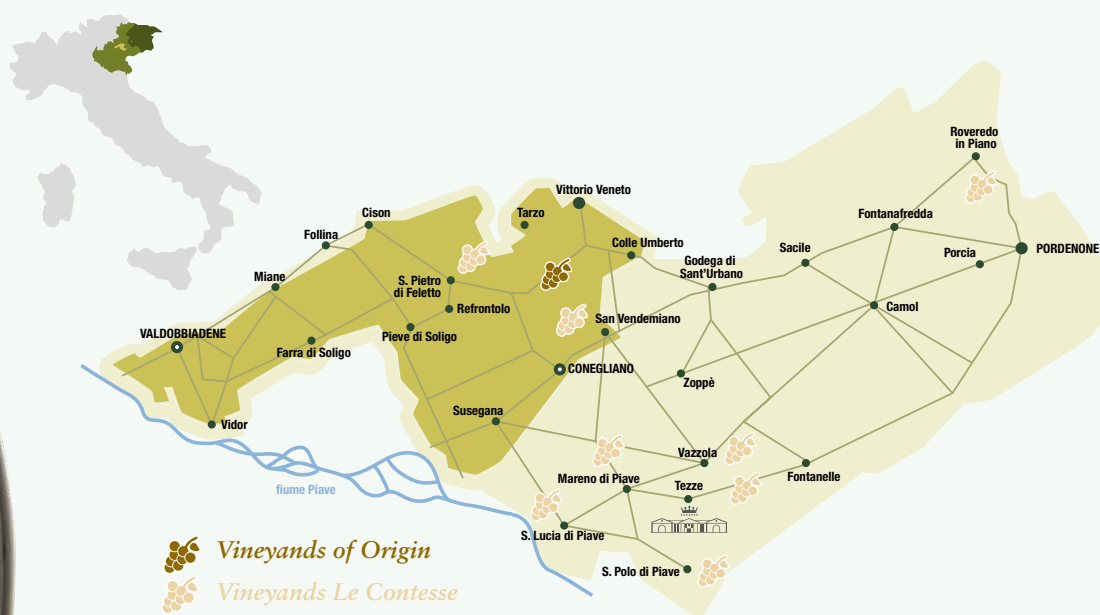 Roveredo
in Piano
Vittorio Veneto
Cison
Tarzo
Fontanafredda
Follina
Colle Umberto
Sacile
PORDENONE
Porcia
Godega di
Sant'Urbano
Miane
S. Pietro
di Feletto
Refrontolo
Camol
San Vendemiano
VALDOBBIADENE
Pieve di Soligo
Farra di Soligo
CONEGLIANO
Zoppè
Susegana
Vidor
Vazzola
Mareno di Piave
Tezze
Fontanelle
fiume Piave
S. Lucia di Piave
S. Polo di Piave
Vineyands of Origin
Vineyands Le Contesse